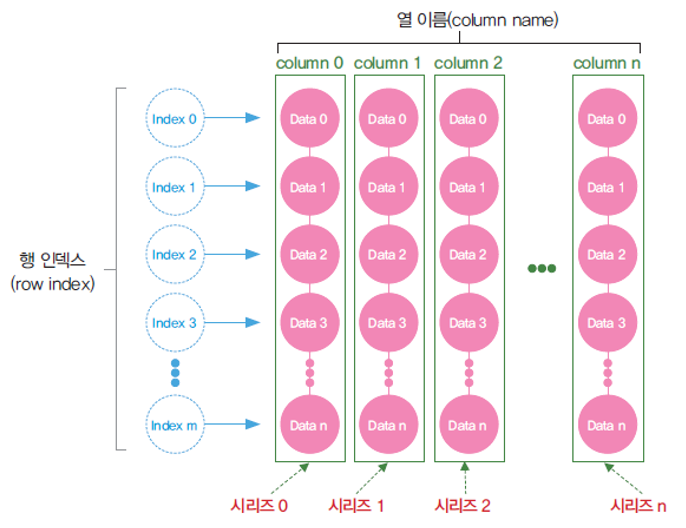 열 이름(column name)
column 0 column 1 column 2 column n
Index 0 Data 0 Data 0 Data 0 Data 0
Index 1 Data 1 Data 1 Data 1 Data 1
행 인덱스
(row index)
Index 2 Data 2 Data 2 Data 2 Data 2
Index 3 Data 3 Data 3 Data 3 Data 3
Index m Data n Data n Data n Data n
시리즈 0 시리즈 1 시리즈 2 시리즈 n